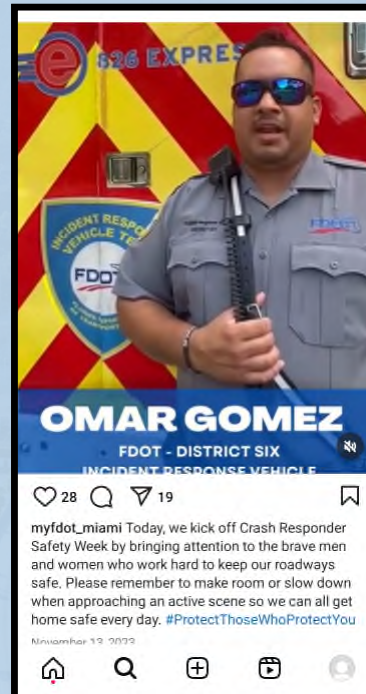 826 EXPRES
INCIDENT RESPO
VEHICLE TE
FDOT
FDOT
OMAR GOMEZ
FDOT - DISTRICT SIX
INCIDENT RESPONSE VEHICLE
28
19
myfdot_miami Today, we kick off Crash Responder
Safety Week by bringing attention to the brave men
and women who work hard to keep our roadways
safe. Please remember to make room or slow down
when approaching an active scene so we can all get
home safe every day. #ProtectThoseWhoProtectYou
November 13, 2023